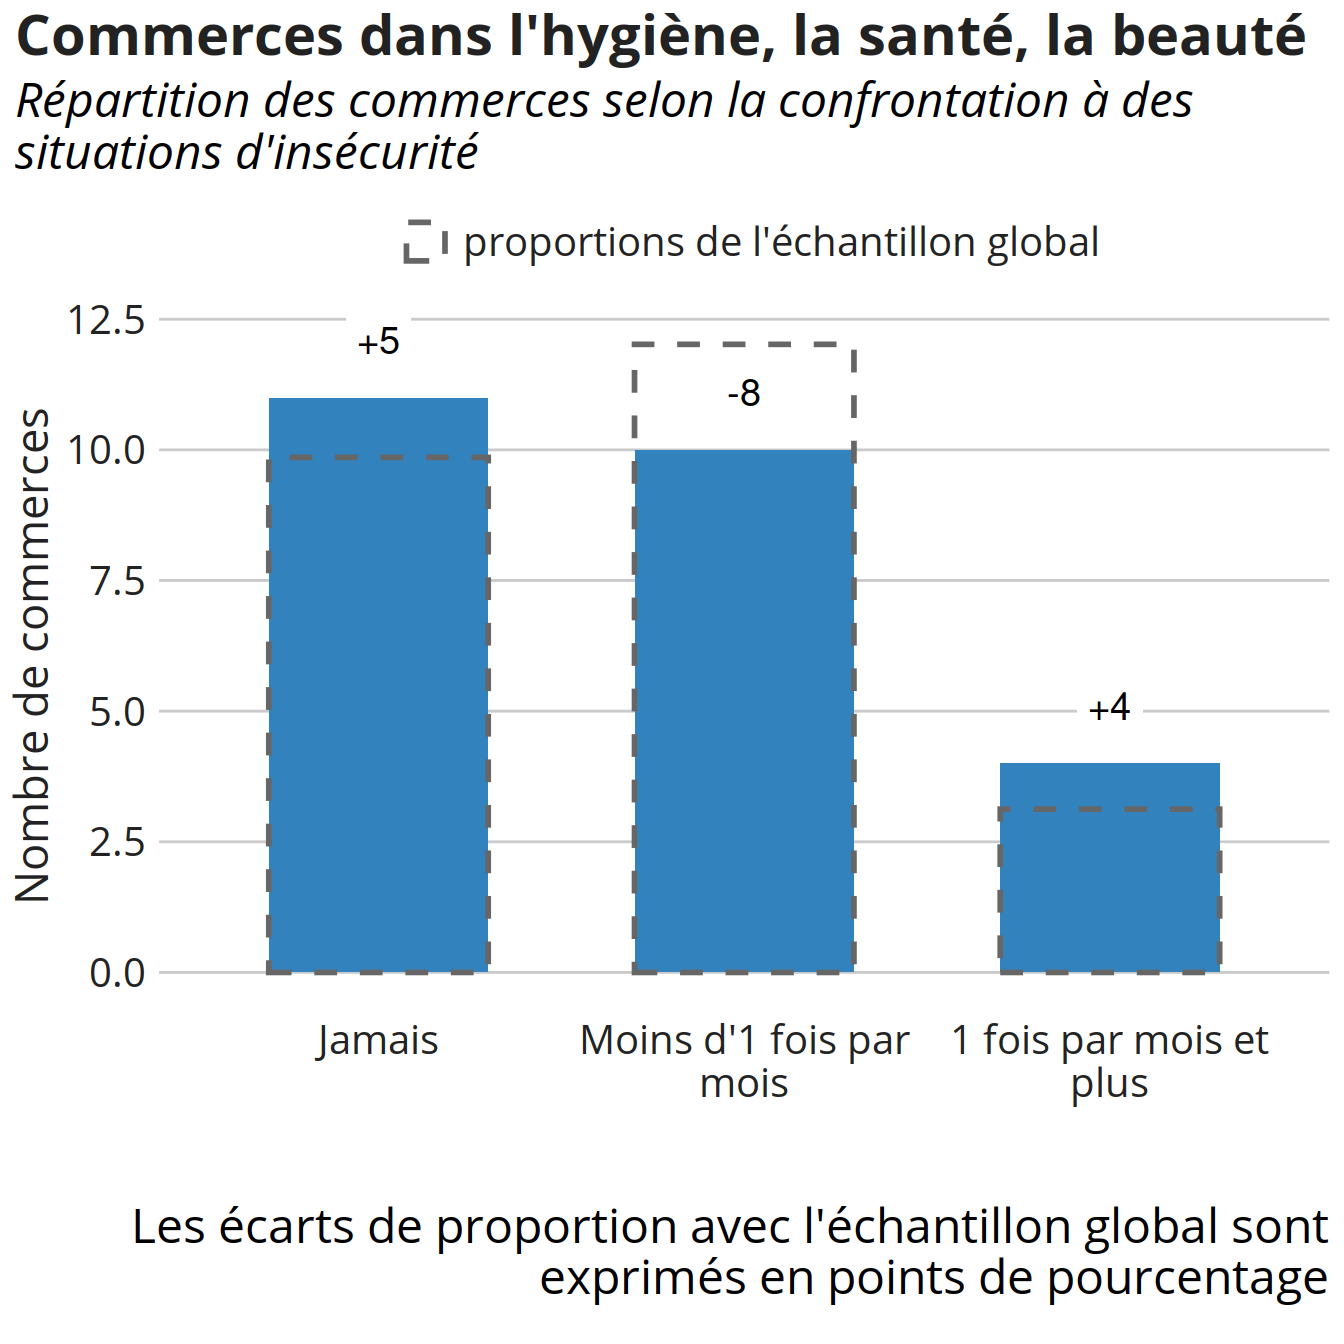 Commerces dans l'hygiène, la santé, la beauté
Répartition des commerces selon la confrontation à des
situations d'insécurité
proportions de l'échantillon global
12.5
10.0
7.5
5.0
2.5
0.0
Nombre de commerces
+5
-8
+4
Jamais
Moins d'1 fois par
mois
1 fois par mois et
plus
Les écarts de proportion avec l'échantillon global sont
exprimés en points de pourcentage